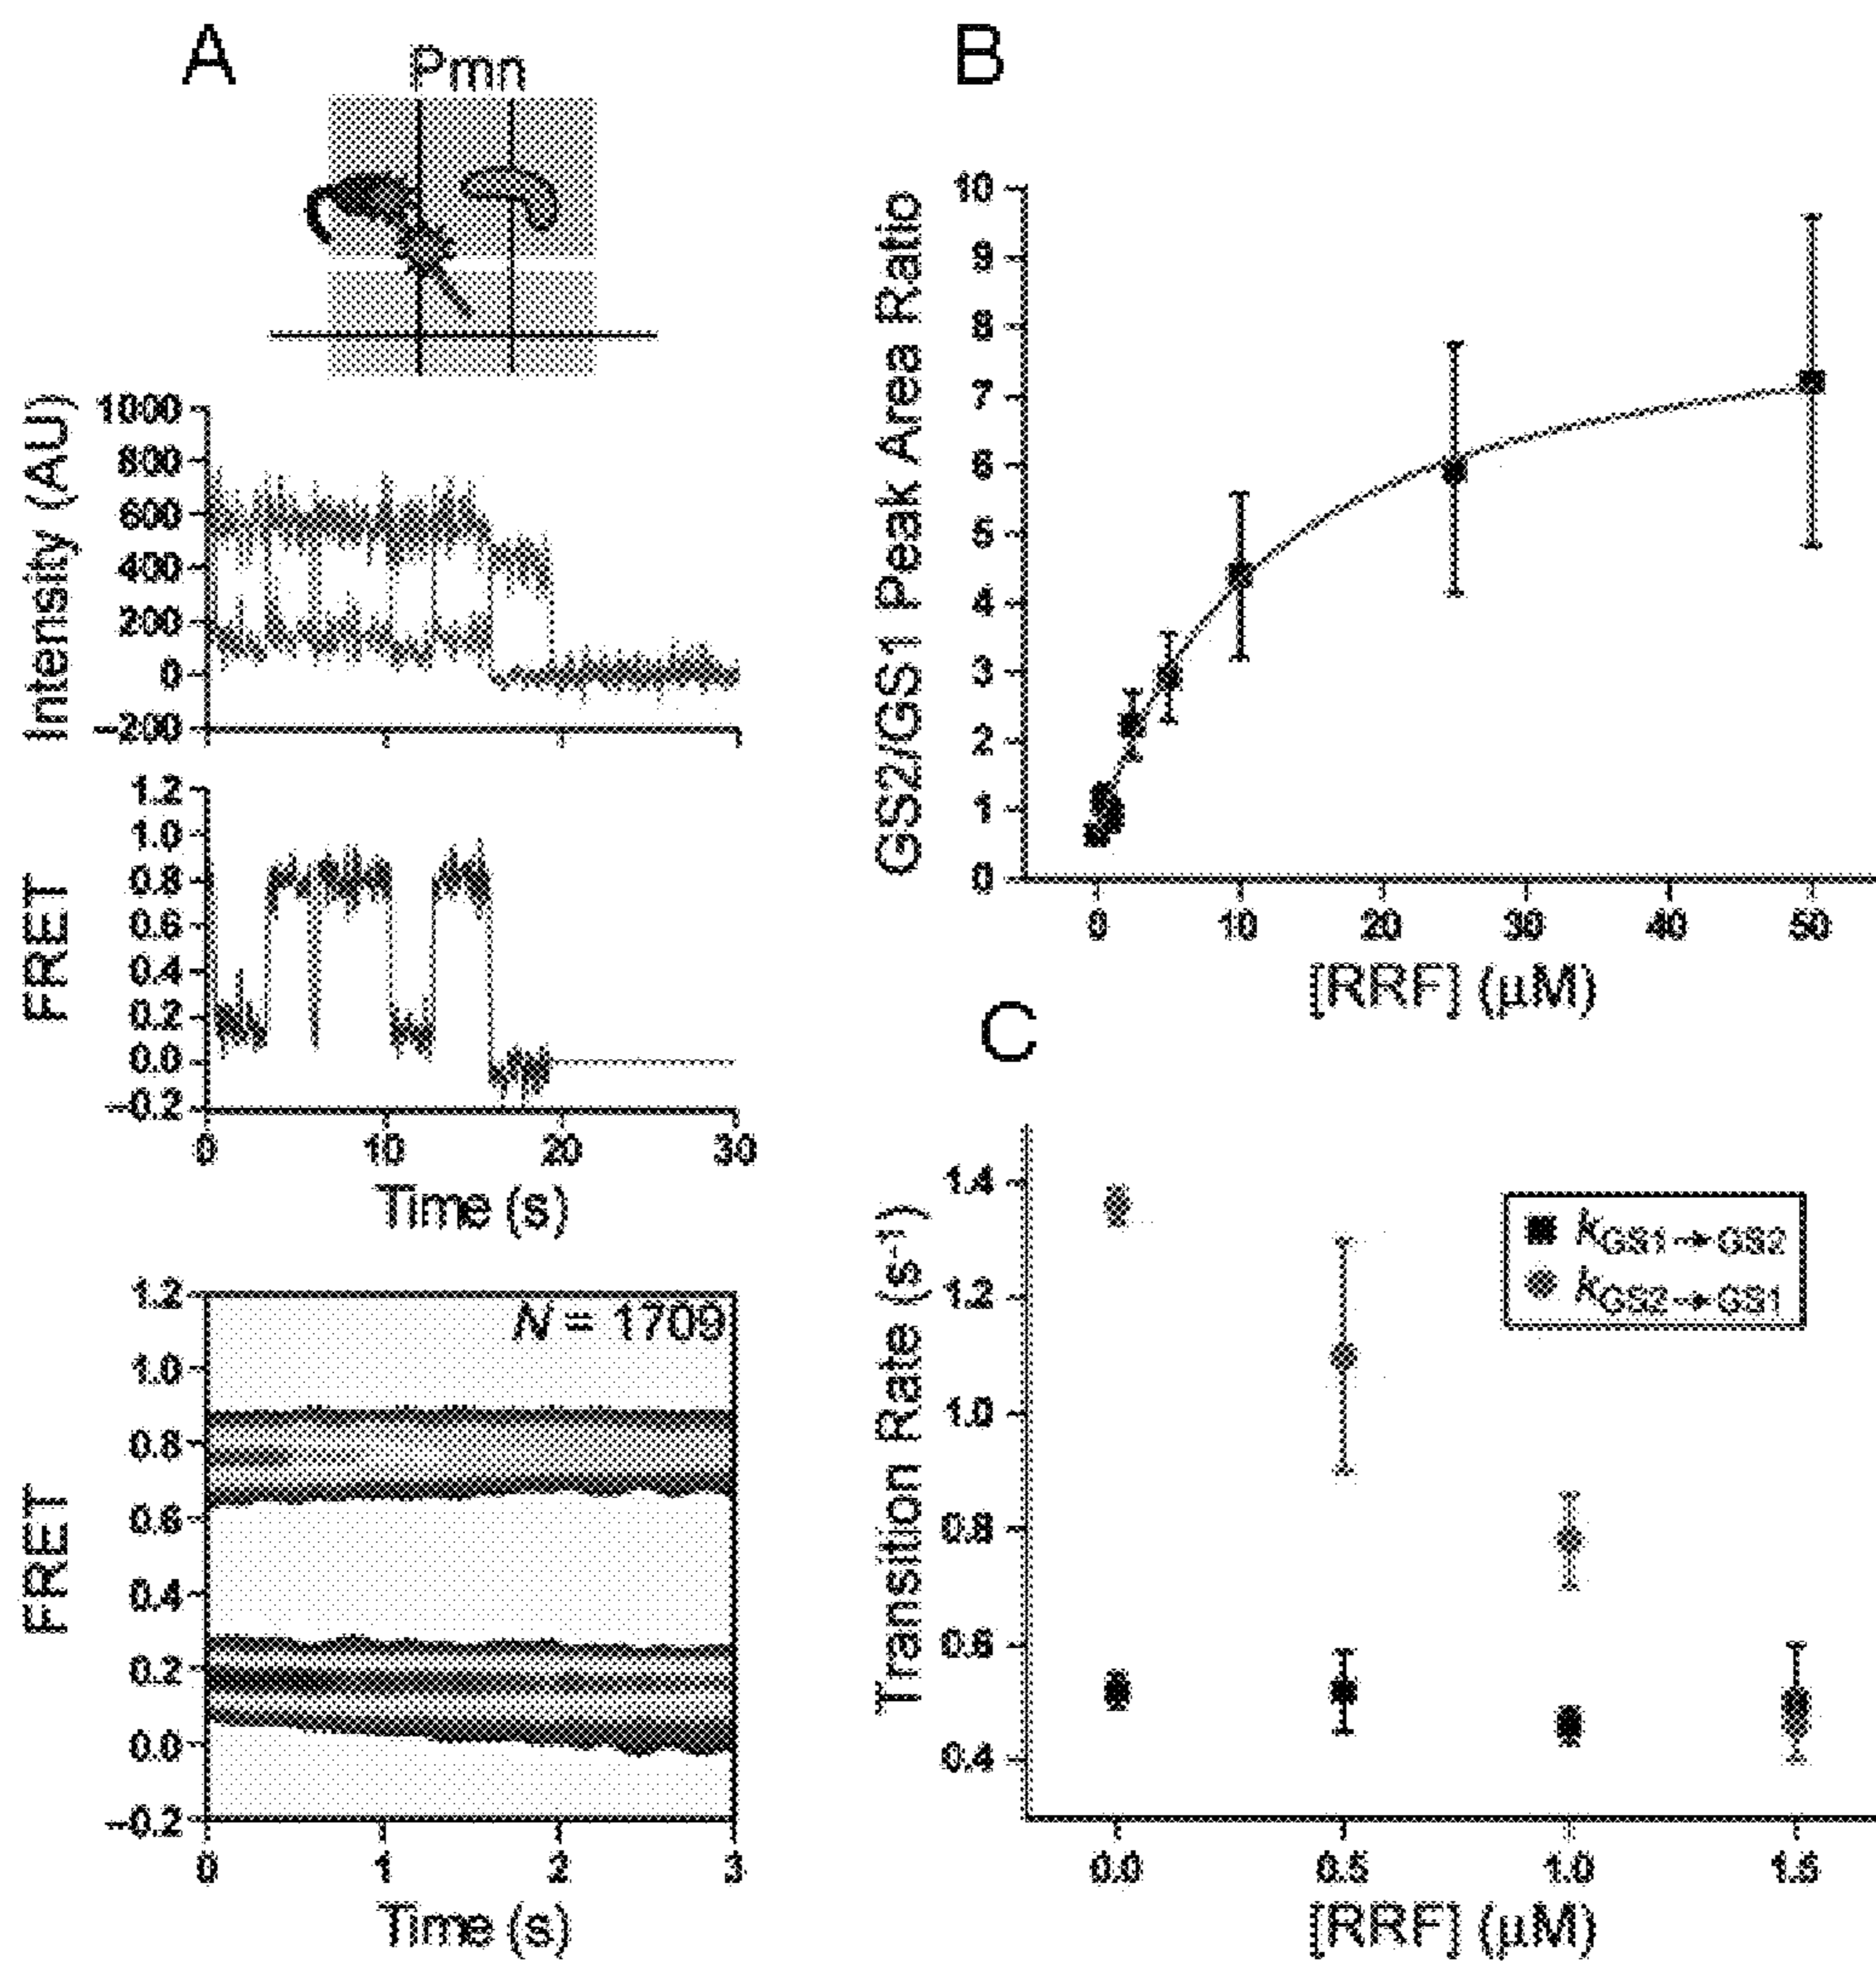 A
Pmn
Intensity (AU)
1000
800
600
400
200
0
−200
FRET
1.2
1.0
0.8
0.6
0.4
0.2
0.0
−0.2
0 10 20 30
Time (s)
N = 1709
FRET
1.2
1.0
0.8
0.6
0.4
0.2
0.0
−0.2
0 1 2 3
Time (s)
B
GS2/GS1 Peak Area Ratio
10
9
8
7
6
5
4
3
2
1
0
0 10 20 30 40 50
[RRF] (μM)
C
Transition Rate (s-1)
1.4
1.2
1.0
0.8
0.6
0.4
kGS1→GS2
kGS2→GS1
0.0 0.5 1.0 1.5
[RRF] (μM)